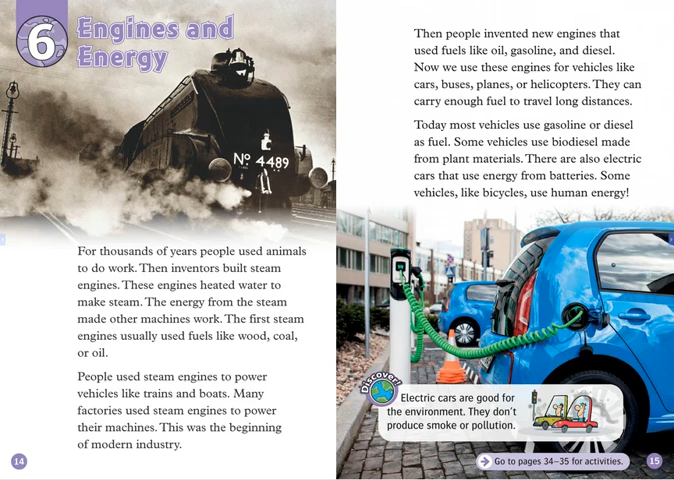 6
Engines and
Energy
Nº 4489
For thousands of years people used animals
to do work. Then inventors built steam
engines. These engines heated water to
make steam. The energy from the steam
made other machines work. The first steam
engines usually used fuels like wood, coal,
or oil.
People used steam engines to power
vehicles like trains and boats. Many
factories used steam engines to power
their machines. This was the beginning
of modern industry.
14
Then people invented new engines that
used fuels like oil, gasoline, and diesel.
Now we use these engines for vehicles like
cars, buses, planes, or helicopters. They can
carry enough fuel to travel long distances.
Today most vehicles use gasoline or diesel
as fuel. Some vehicles use biodiesel made
from plant materials. There are also electric
cars that use energy from batteries. Some
vehicles, like bicycles, use human energy!
Discover!
Electric cars are good for
the environment. They don't
produce smoke or pollution.
Go to pages 34–35 for activities.
15